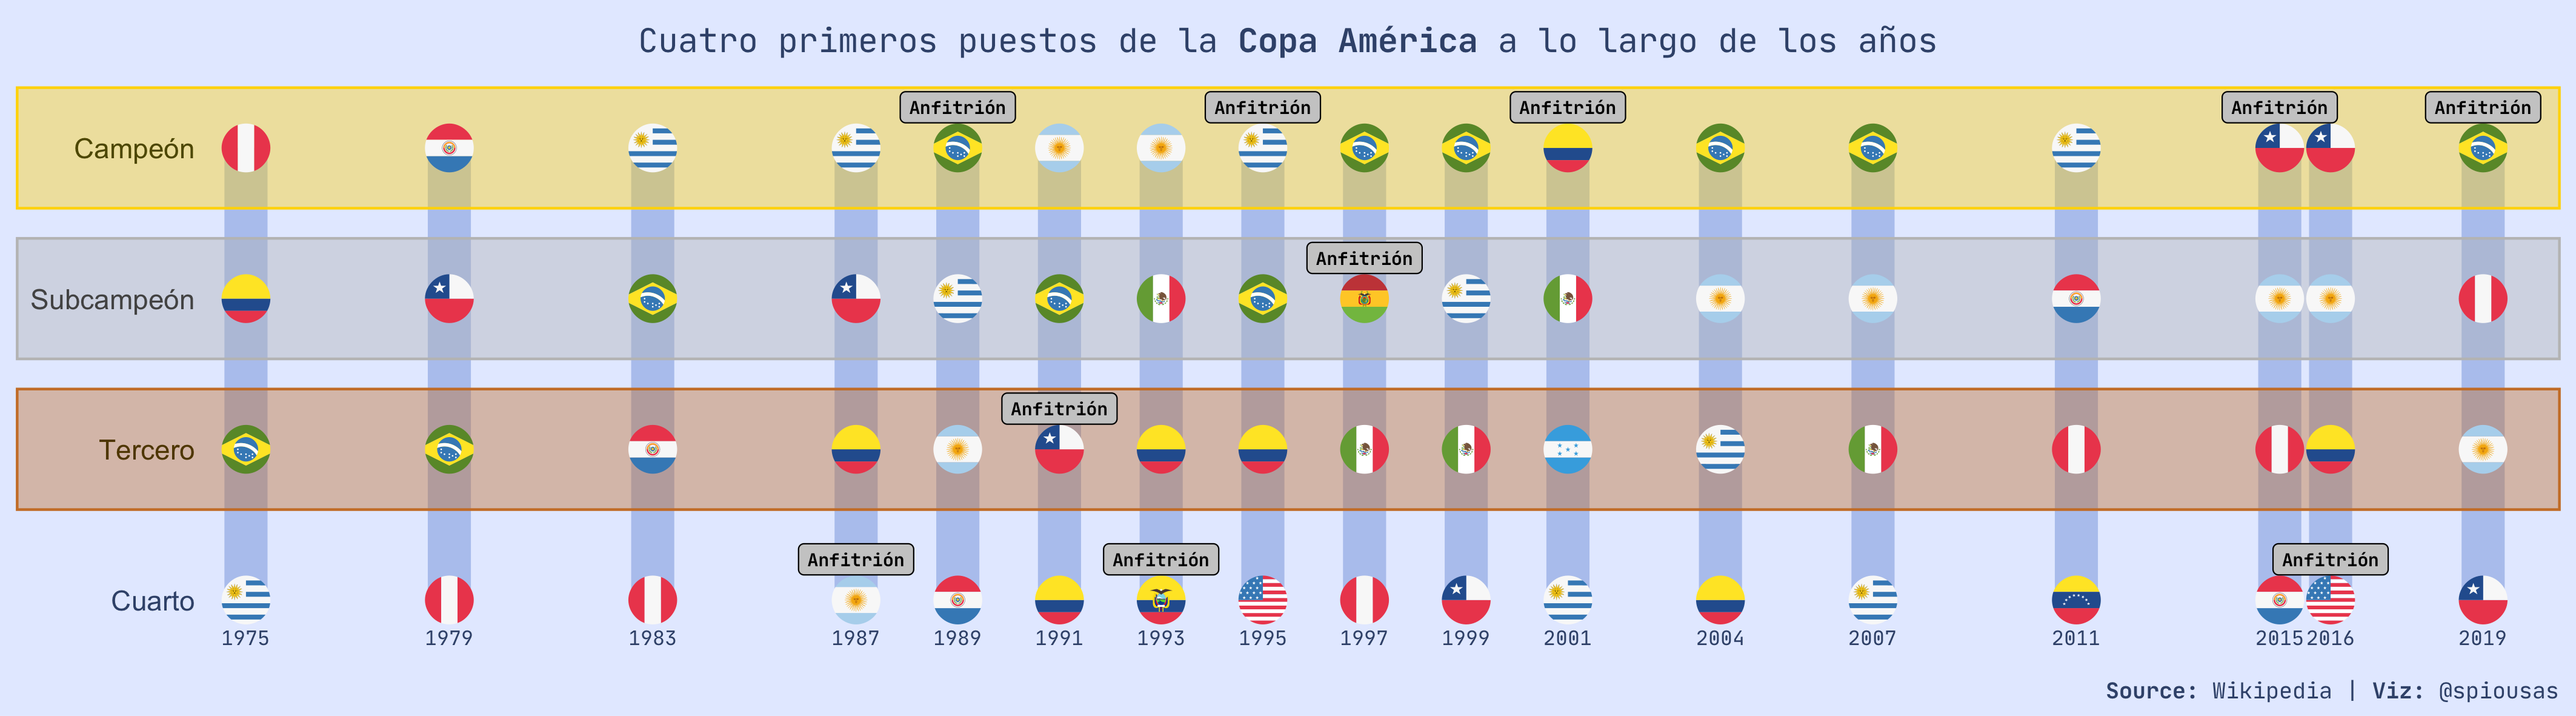 Cuatro primeros puestos de la Copa América a lo largo de los años
Anfitrión Anfitrión Anfitrión Anfitrión Anfitrión
Campeón
Anfitrión
Subcampeón
Anfitrión
Tercero
Anfitrión Anfitrión Anfitrión
Cuarto
1975 1979 1983 1987 1989 1991 1993 1995 1997 1999 2001 2004 2007 2011 2015 2016 2019
Source: Wikipedia | Viz: @spiousas